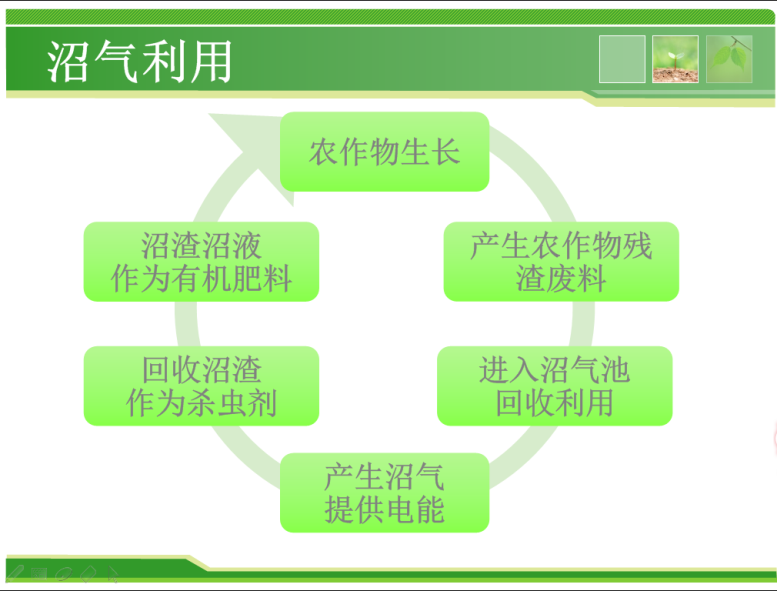 沼气利用
农作物生长
产生农作物残
渣废料
进入沼气池
回收利用
产生沼气
提供电能
回收沼渣
作为杀虫剂
沼渣沼液
作为有机肥料